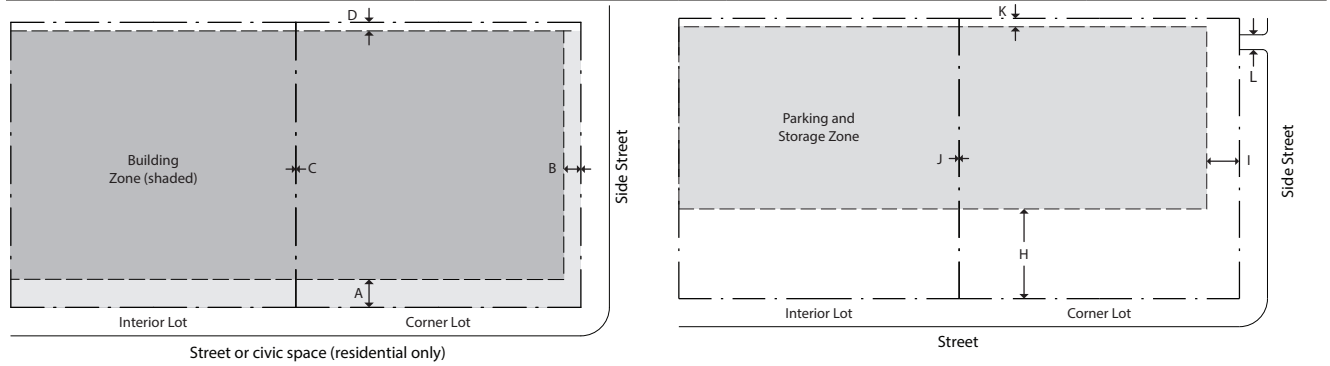 D
Building
Zone (shaded)
C
B
A
Side Street
Interior Lot
Corner Lot
Street or civic space (residential only)
K
L
Parking and
Storage Zone
J
I
H
Side Street
Interior Lot
Corner Lot
Street